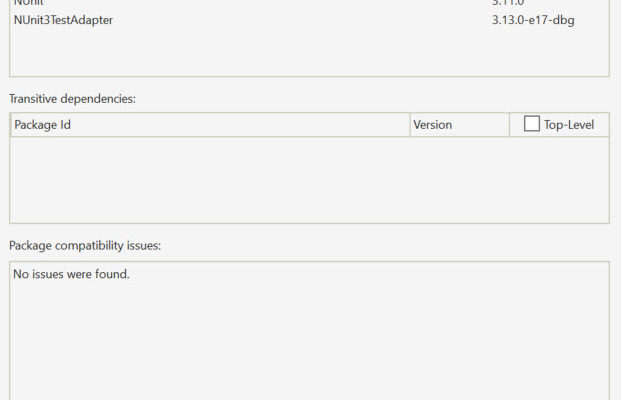 NUnit 3.11.0
NUnit3TestAdapter 3.13.0-e17-dbg
Transitive dependencies:
Package Id Version Top-Level
Package compatibility issues:
No issues were found.